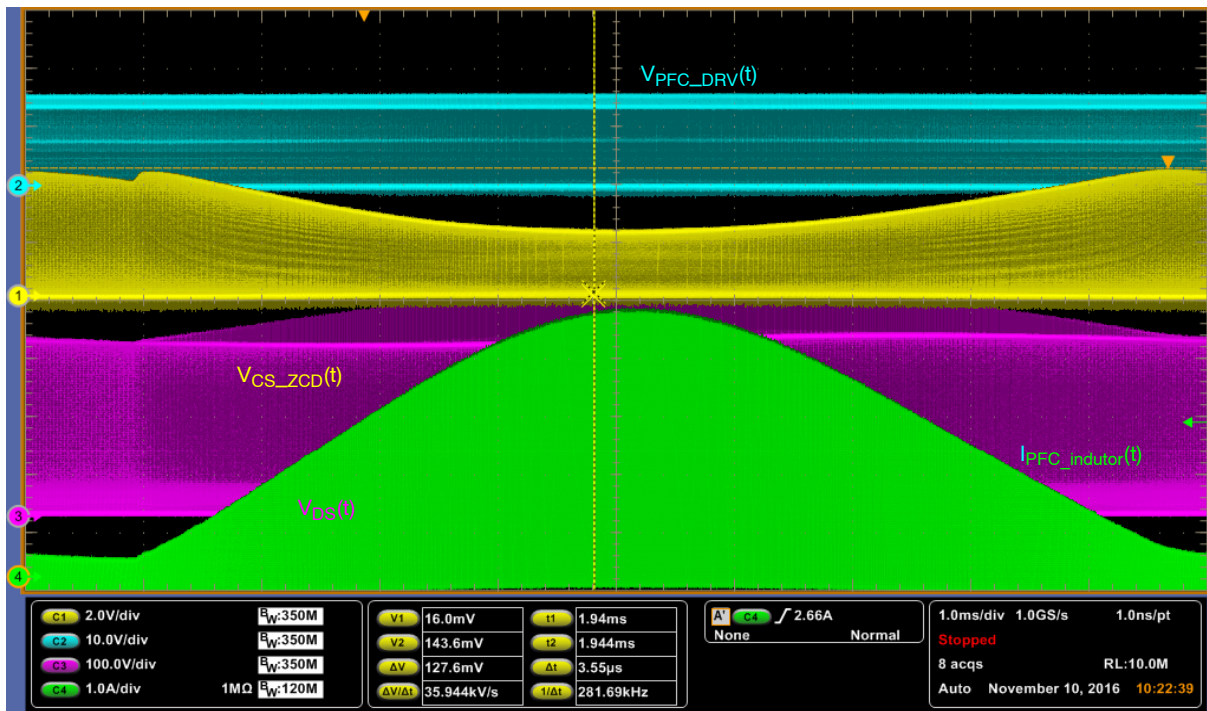 V_PFC_DRV(t)
2
1
V_CS_ZCD(t)
I_PFC_indutor(t)
V_DS(t)
3
4
C1 2.0V/div BW:350M
C2 10.0V/div BW:350M
C3 100.0V/div BW:350M
C4 1.0A/div 1MΩ BW:120M
V1 16.0mV t1 1.94ms
V2 143.6mV t2 1.944ms
ΔV 127.6mV Δt 3.55µs
ΔV/Δt 35.944kV/s 1/Δt 281.69kHz
A' C4 2.66A
None Normal
1.0ms/div 1.0GS/s 1.0ns/pt
Stopped
8 acqs RL:10.0M
Auto November 10, 2016 10:22:39